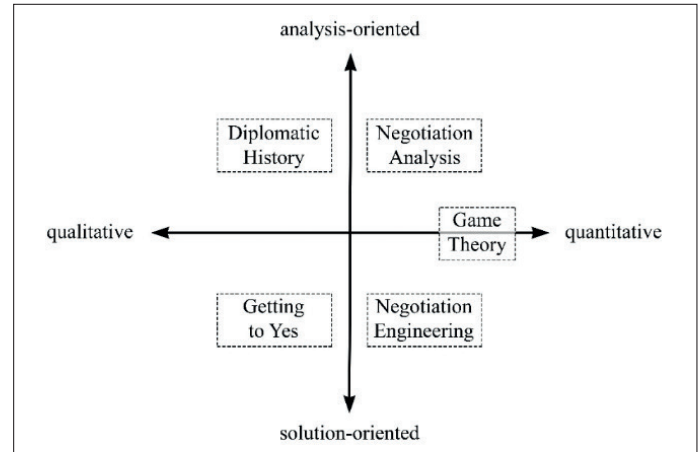 analysis-oriented
Diplomatic
History
Negotiation
Analysis
qualitative
Game
Theory
quantitative
Getting
to Yes
Negotiation
Engineering
solution-oriented